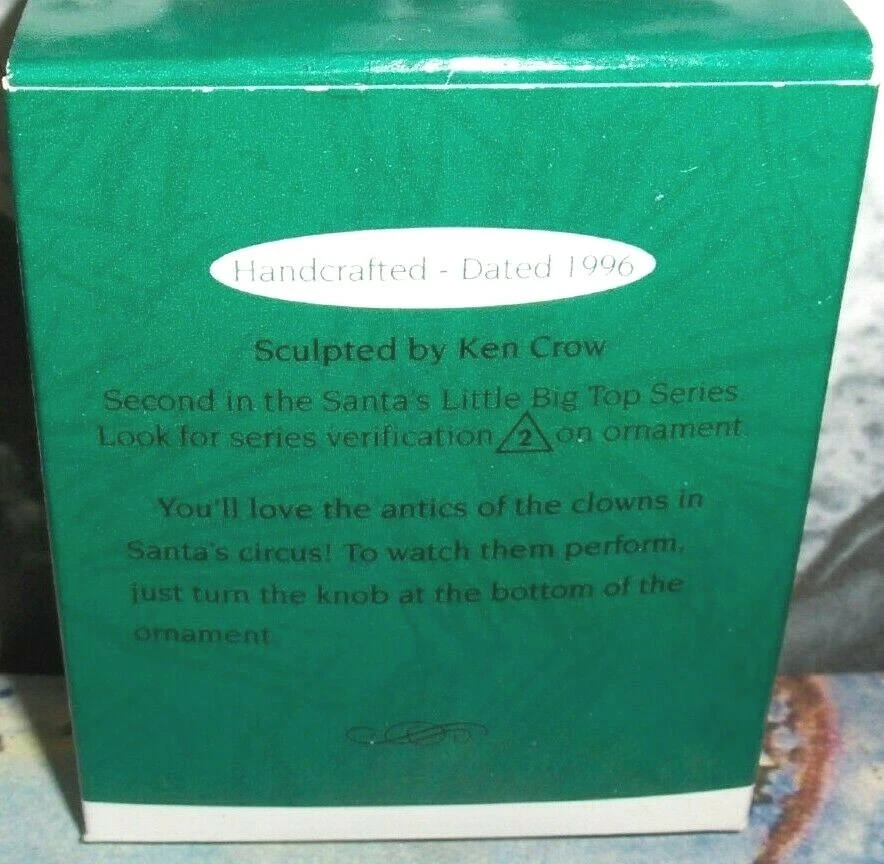 Handcrafted - Dated 1996
Sculpted by Ken Crow
Second in the Santa's Little Big Top Series.
Look for series verification 2 on ornament.
You'll love the antics of the clowns in
Santa's circus! To watch them perform,
just turn the knob at the bottom of the
ornament.